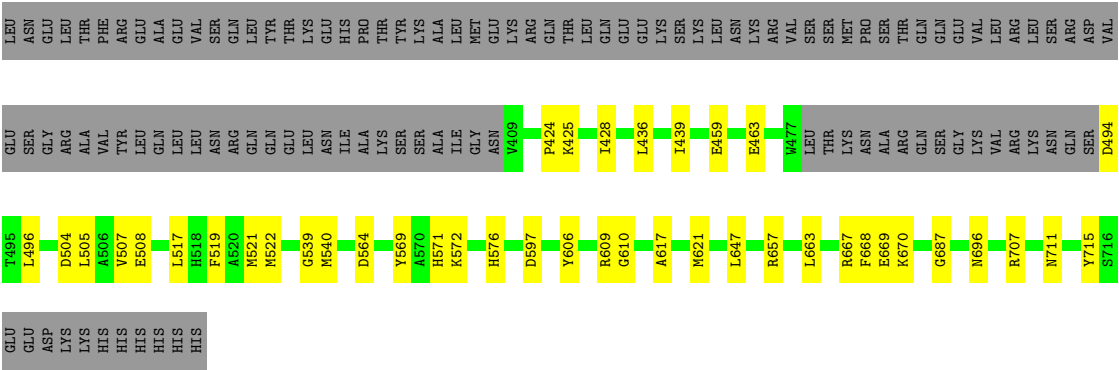 LEU ASN GLU LEU THR PHE ARG GLU ALA GLU VAL SER GLN LEU TYR THR LYS GLU HIS PRO THR TYR LYS ALA LEU MET GLU LYS ARG GLN THR LEU GLN GLU GLU LYS SER LYS LEU ASN LYS ARG VAL SER SER MET PRO SER THR GLN GLN GLU VAL LEU ARG LEU SER ARG ASP VAL
GLU SER GLY ARG ALA VAL TYR LEU GLN LEU LEU ASN ARG GLN GLN GLU LEU ASN ILE ALA LYS SER SER ALA ILE GLY ASN V409 P424 K425 I428 L436 I439 E459 E463 W477 LEU THR LYS ASN ALA ARG GLN SER GLY LYS VAL ARG LYS ASN GLN SER D494
T495 L496 D504 L505 A506 V507 E508 L517 H518 F519 A520 M521 M522 G539 M540 D564 Y569 A570 H571 K572 H576 D597 Y606 R609 G610 A617 M621 L647 R657 L663 R667 F668 E669 K670 G687 N696 R707 N711 Y715 S716
GLU GLU ASP LYS LYS HIS HIS HIS HIS HIS HIS